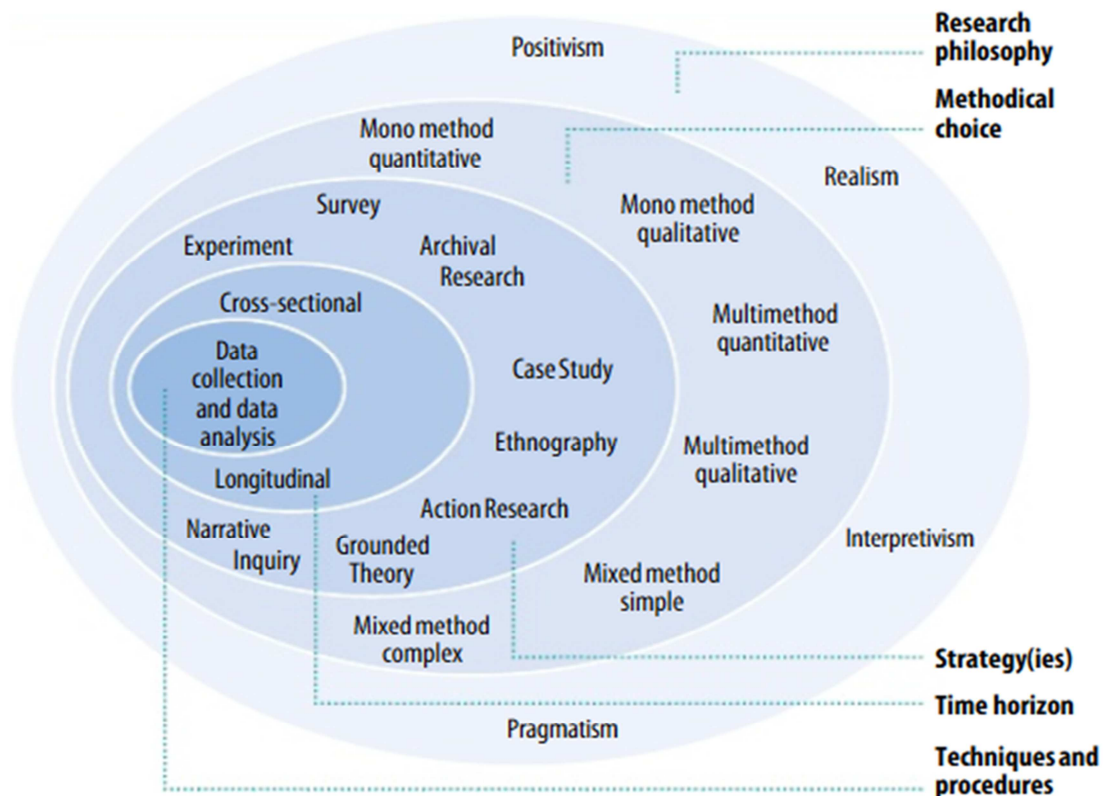 Positivism
Research
philosophy
Methodical
choice
Mono method
quantitative
Realism
Survey
Mono method
qualitative
Experiment
Archival
Research
Cross-sectional
Multimethod
quantitative
Data
collection
and data
analysis
Case Study
Ethnography
Multimethod
qualitative
Longitudinal
Action Research
Narrative
Inquiry
Grounded
Theory
Interpretivism
Mixed method
simple
Mixed method
complex
Strategy(ies)
Time horizon
Pragmatism
Techniques and
procedures